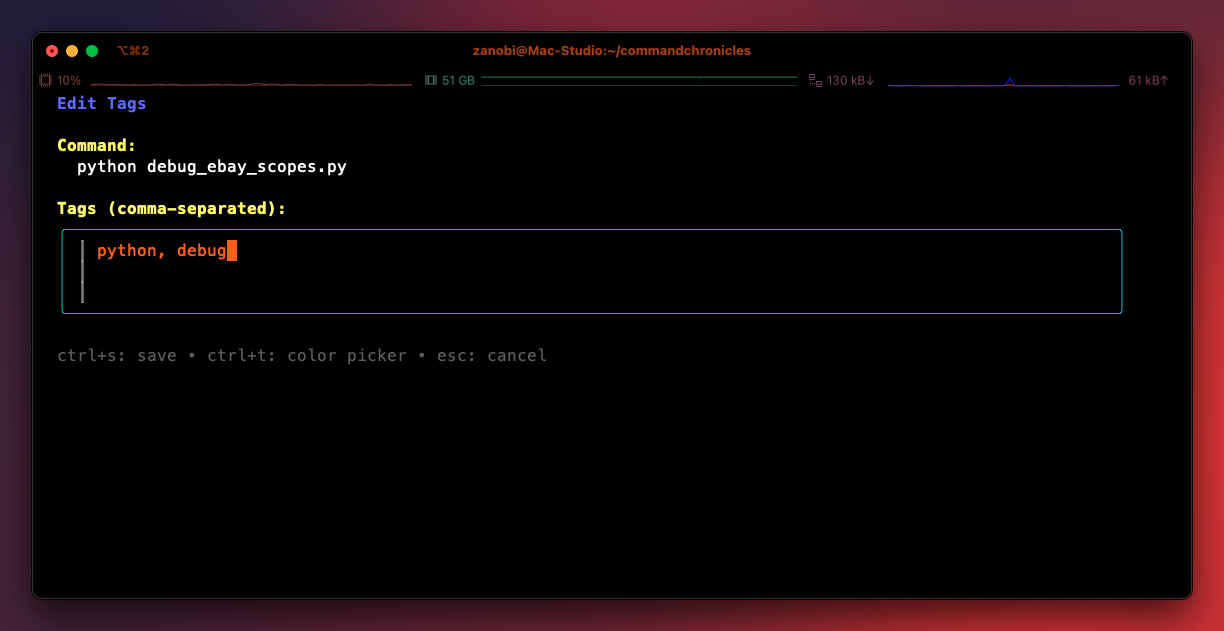 ⌥⌘2
zanobi@Mac-Studio:~/commandchronicles
10% 51 GB 130 kB↓ 61 kB↑
Edit Tags
Command:
python debug_ebay_scopes.py
Tags (comma-separated):
python, debug
ctrl+s: save • ctrl+t: color picker • esc: cancel